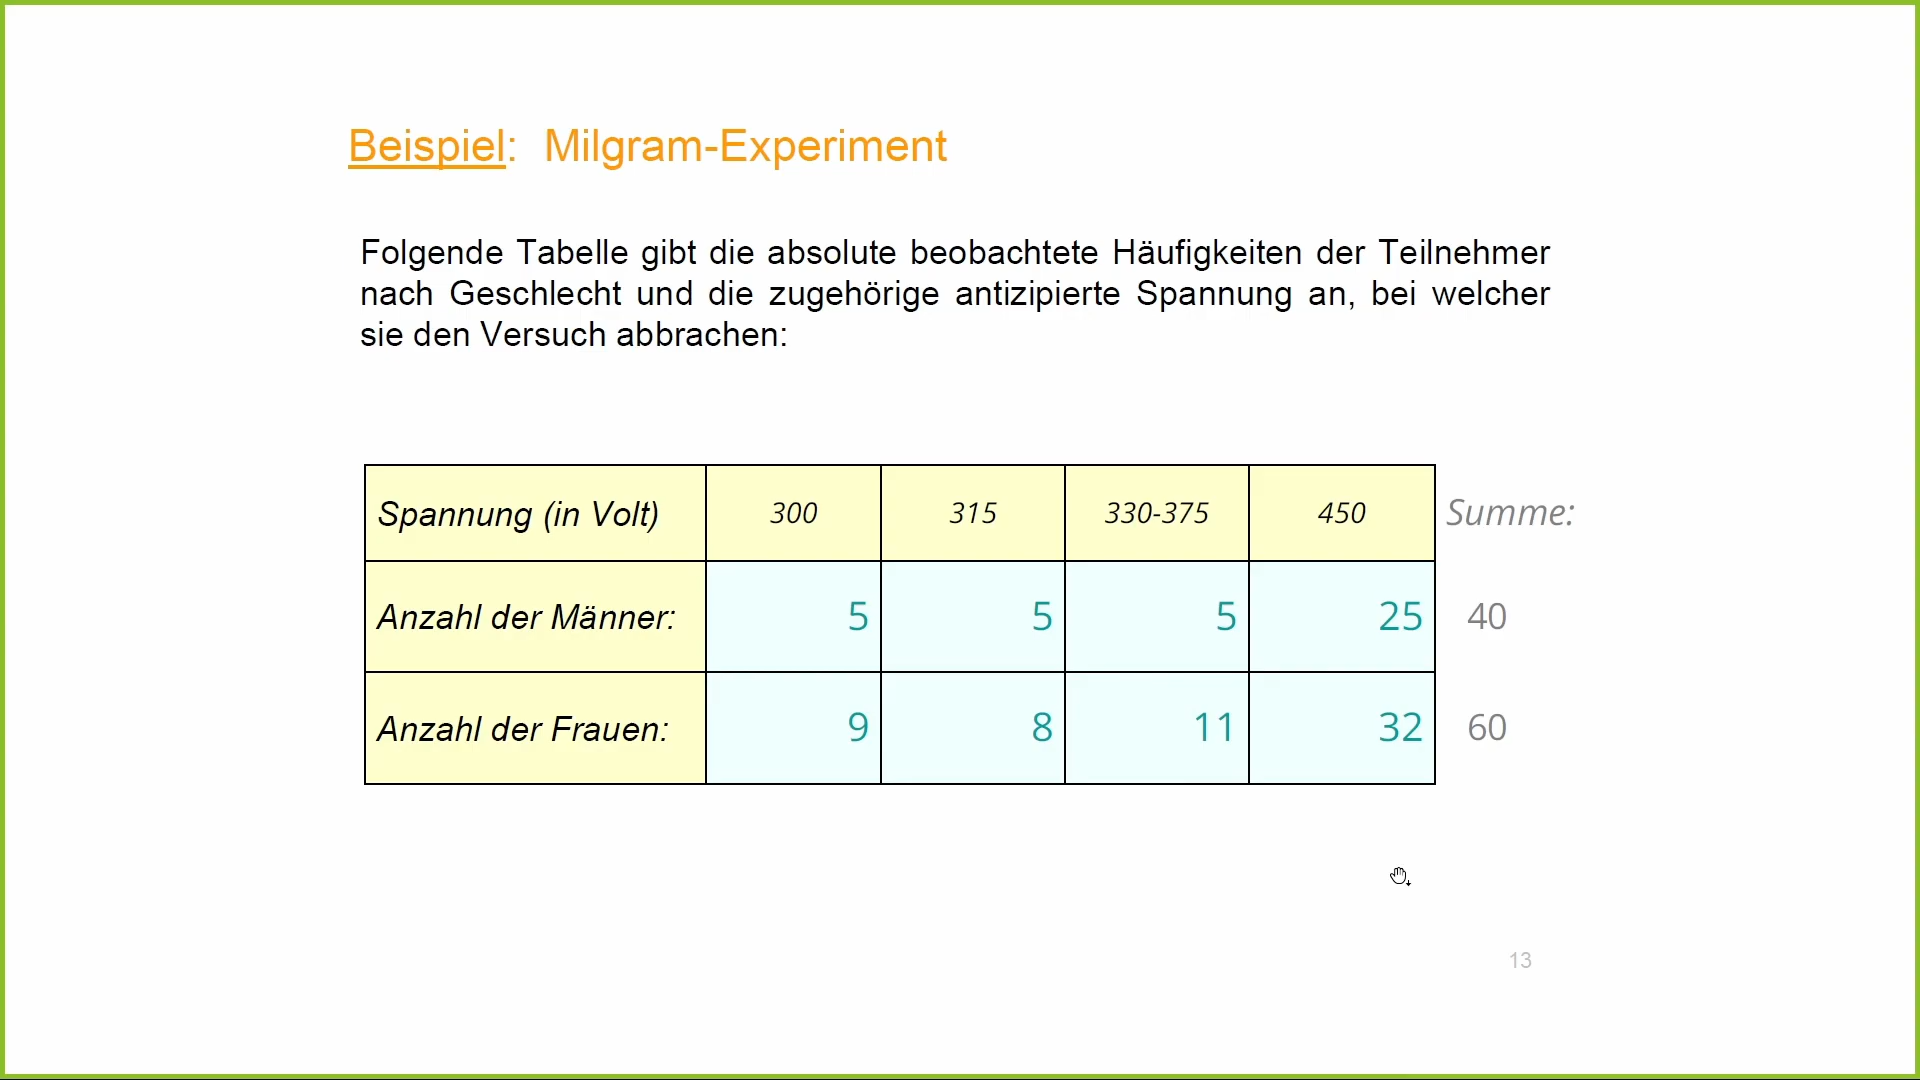 Beispiel: Milgram-Experiment
Folgende Tabelle gibt die absolute beobachtete Häufigkeiten der Teilnehmer
nach Geschlecht und die zugehörige antizipierte Spannung an, bei welcher
sie den Versuch abbrachen:
Spannung (in Volt) 300 315 330-375 450 Summe:
Anzahl der Männer: 5 5 5 25 40
Anzahl der Frauen: 9 8 11 32 60
13